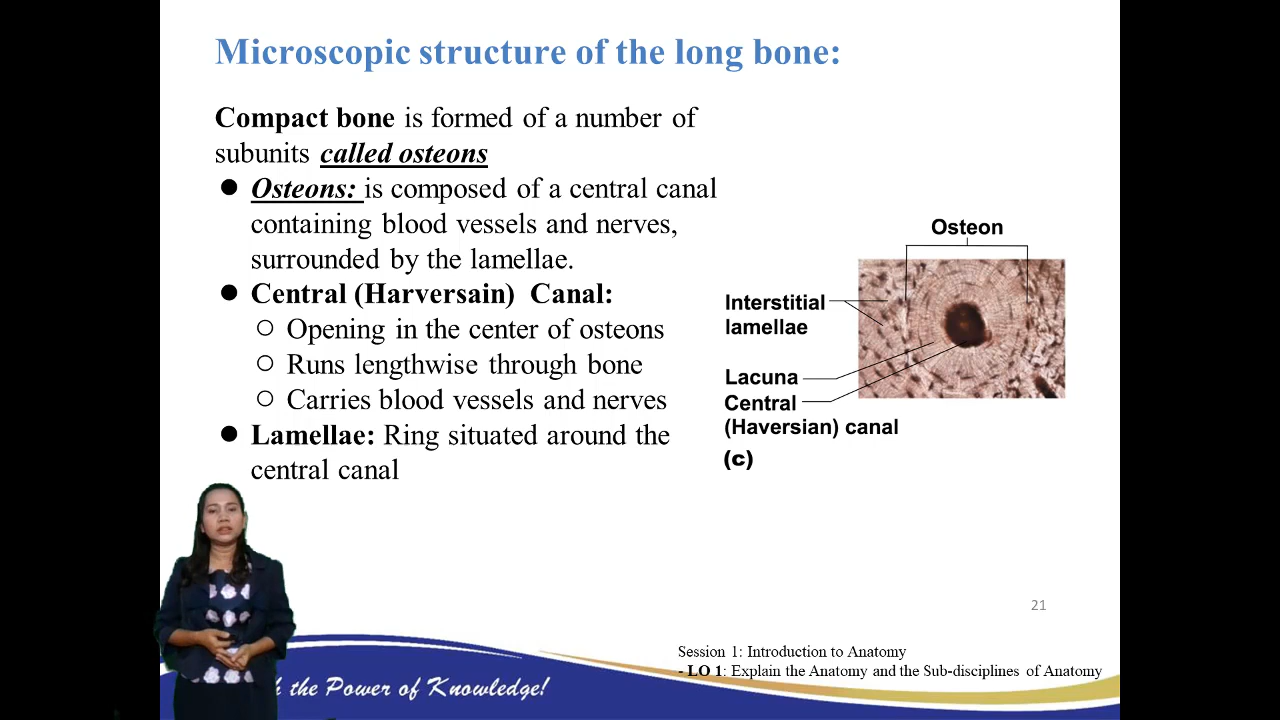 Microscopic structure of the long bone:
Compact bone is formed of a number of
subunits called osteons
● Osteons: is composed of a central canal
containing blood vessels and nerves,
surrounded by the lamellae.
● Central (Harversain) Canal:
○ Opening in the center of osteons
○ Runs lengthwise through bone
○ Carries blood vessels and nerves
● Lamellae: Ring situated around the
central canal
Osteon
Interstitial
lamellae
Lacuna
Central
(Haversian) canal
(c)
21
Session 1: Introduction to Anatomy
- LO 1: Explain the Anatomy and the Sub-disciplines of Anatomy
the Power of Knowledge!